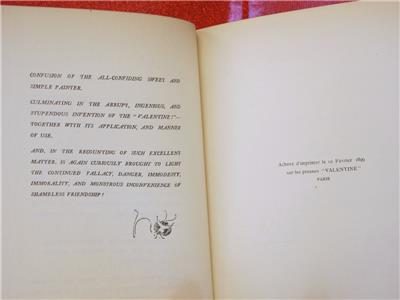 CONFUSION OF THE ALL-CONFIDING SWEET AND
SIMPLE PAINTER.
CULMINATING IN THE ABRUPT, INGENIOUS, AND
STUPENDOUS INVENTION OF THE "VALENTINE!"—
TOGETHER WITH ITS APPLICATION, AND MANNER
OF USE.
AND, IN THE RECOUNTING OF SUCH EXCELLENT
MATTER, IS AGAIN CURIOUSLY BROUGHT TO LIGHT
THE CONTINUED FALLACY, DANGER, IMMODESTY,
IMMORALITY, AND MONSTROUS INCONVENIENCE OF
SHAMELESS FRIENDSHIP!
Achevé d'imprimer le 10 Février 1899
sur les presses "VALENTINE"
PARIS